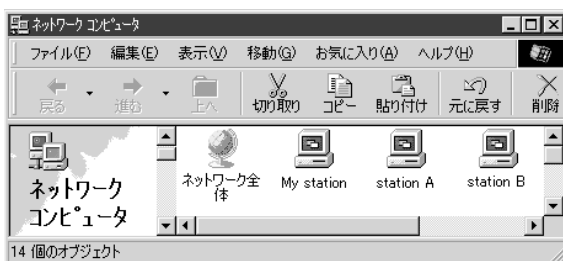 ネットワーク コンピュータ
ファイル(F) 編集(E) 表示(V) 移動(G) お気に入り(A) ヘルプ(H)
戻る 進む 上へ 切り取り コピー 貼り付け 元に戻す 削除
ネットワーク全体
My station station A station B
ネットワーク
コンピュータ
14 個のオブジェクト